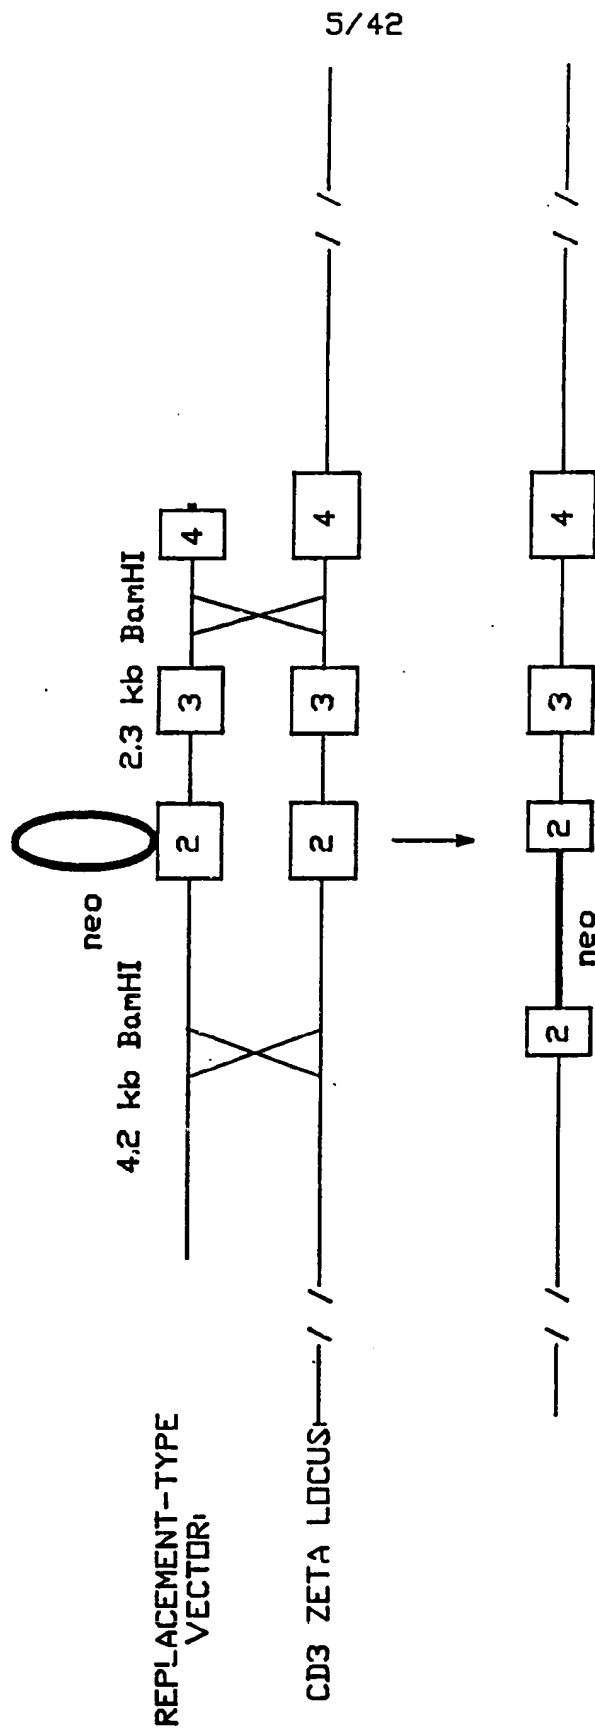 5/42
REPLACEMENT-TYPE
VECTOR:
neo
4.2 kb BamHI
2.3 kb BamHI
2
3
4
CD3 ZETA LOCUS:
2
3
4
2
neo
2
3
4